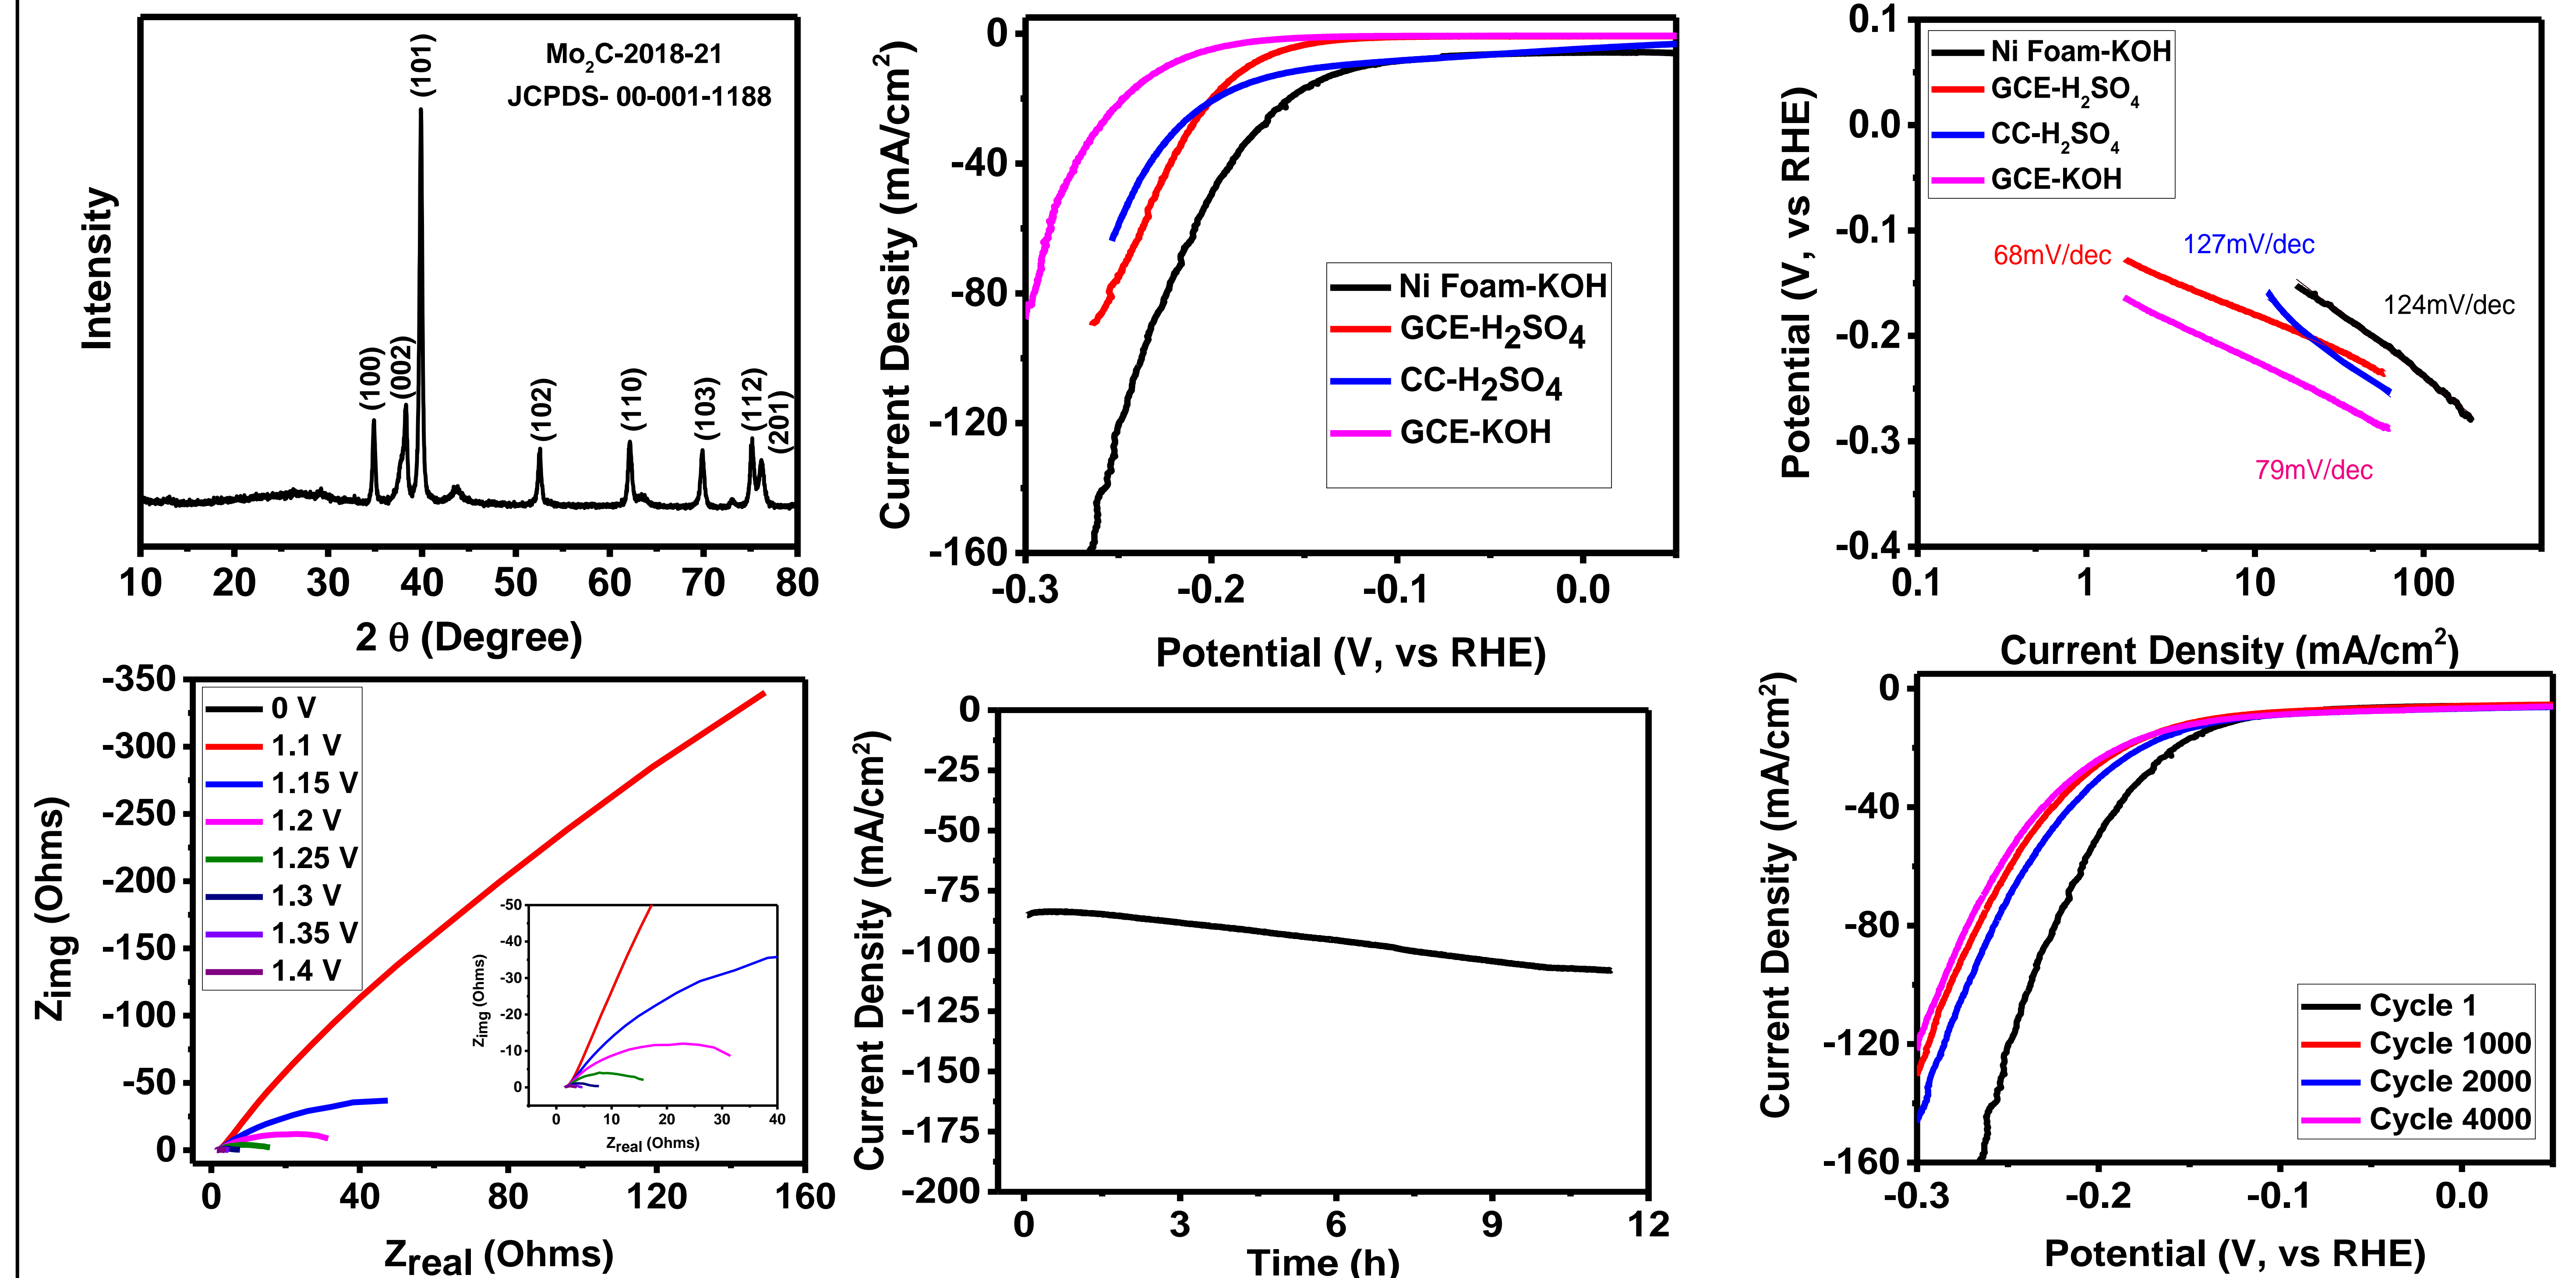 Mo2C-2018-21
JCPDS- 00-001-1188
(100)
(002)
(101)
(102)
(110)
(103)
(112)
(201)
Intensity
10 20 30 40 50 60 70 80
2 θ (Degree)
0
-40
-80
-120
-160
Current Density (mA/cm2)
Ni Foam-KOH
GCE-H2SO4
CC-H2SO4
GCE-KOH
-0.3 -0.2 -0.1 0.0
Potential (V, vs RHE)
0.1
0.0
-0.1
-0.2
-0.3
-0.4
Potential (V, vs RHE)
Ni Foam-KOH
GCE-H2SO4
CC-H2SO4
GCE-KOH
68mV/dec
127mV/dec
124mV/dec
79mV/dec
0.1 1 10 100
Current Density (mA/cm2)
-350
-300
-250
-200
-150
-100
-50
0
Zimg (Ohms)
0 V
1.1 V
1.15 V
1.2 V
1.25 V
1.3 V
1.35 V
1.4 V
-50
-40
-30
-20
-10
0
Zimg (Ohms)
0 10 20 30 40
Zreal (Ohms)
0 40 80 120 160
Zreal (Ohms)
0
-25
-50
-75
-100
-125
-150
-175
-200
Current Density (mA/cm2)
0 3 6 9 12
Time (h)
0
-40
-80
-120
-160
Current Density (mA/cm2)
Cycle 1
Cycle 1000
Cycle 2000
Cycle 4000
-0.3 -0.2 -0.1 0.0
Potential (V, vs RHE)